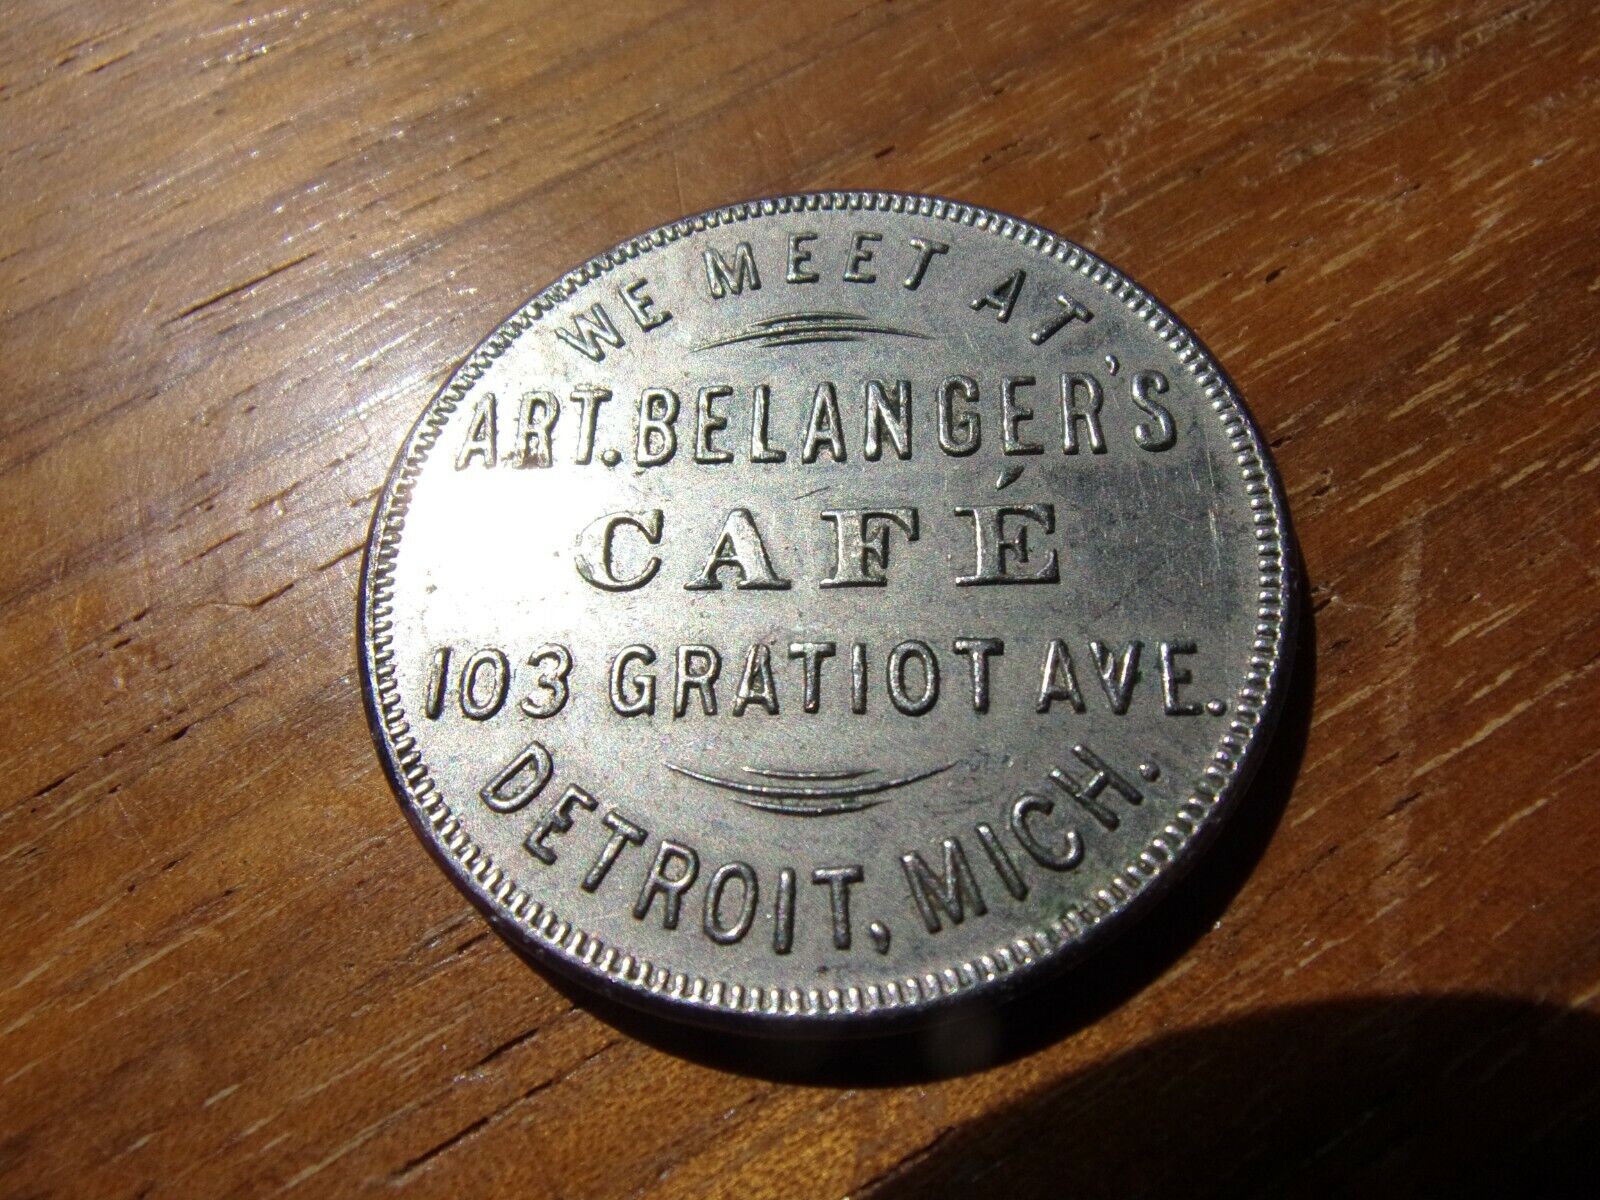 WE MEET AT
ART. BELANGER'S
CAFÉ
103 GRATIOT AVE.
DETROIT, MICH.